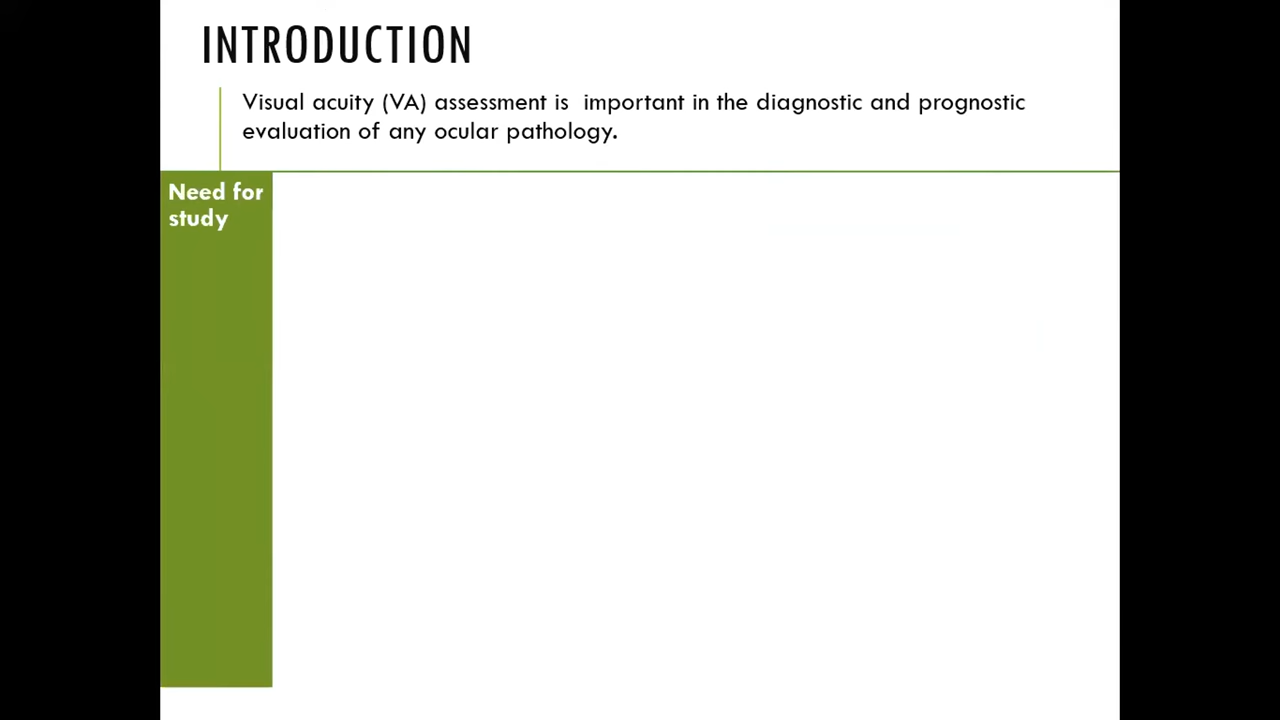 INTRODUCTION
Visual acuity (VA) assessment is important in the diagnostic and prognostic
evaluation of any ocular pathology.
Need for
study